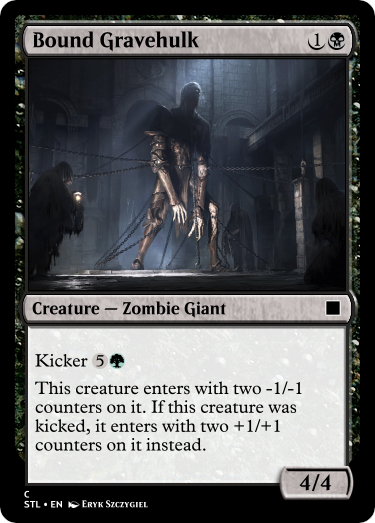 Bound Gravehulk 1
Creature — Zombie Giant
Kicker 5
This creature enters with two -1/-1
counters on it. If this creature was
kicked, it enters with two +1/+1
counters on it instead.
4/4
C
STL • EN Eryk Szczygiel